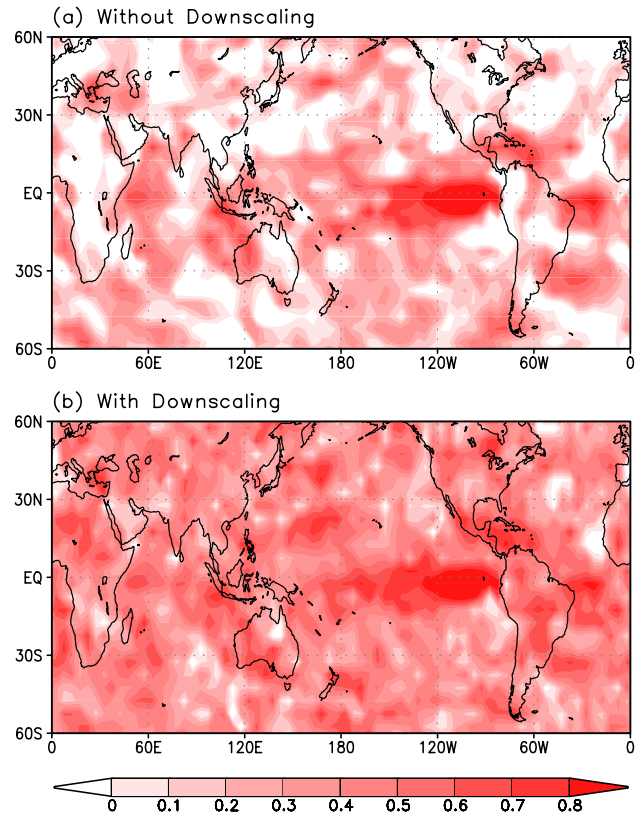 (a) Without Downscaling
60N
30N
EQ
30S
60S
0 60E 120E 180 120W 60W 0
(b) With Downscaling
60N
30N
EQ
30S
60S
0 60E 120E 180 120W 60W 0
0 0.1 0.2 0.3 0.4 0.5 0.6 0.7 0.8